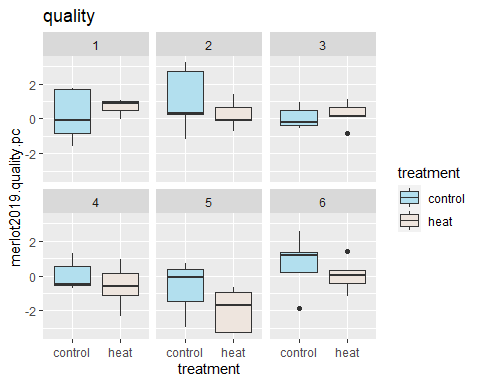 quality
1 2 3
2
0
-2
4 5 6
2
0
-2
control heat control heat control heat
treatment
merlot2019.quality.pc
treatment
control
heat